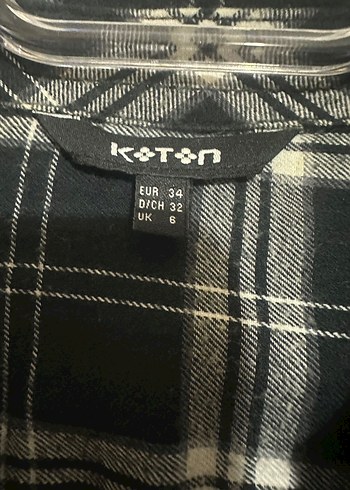 KOTON
EUR 34
D/CH 32
UK 6